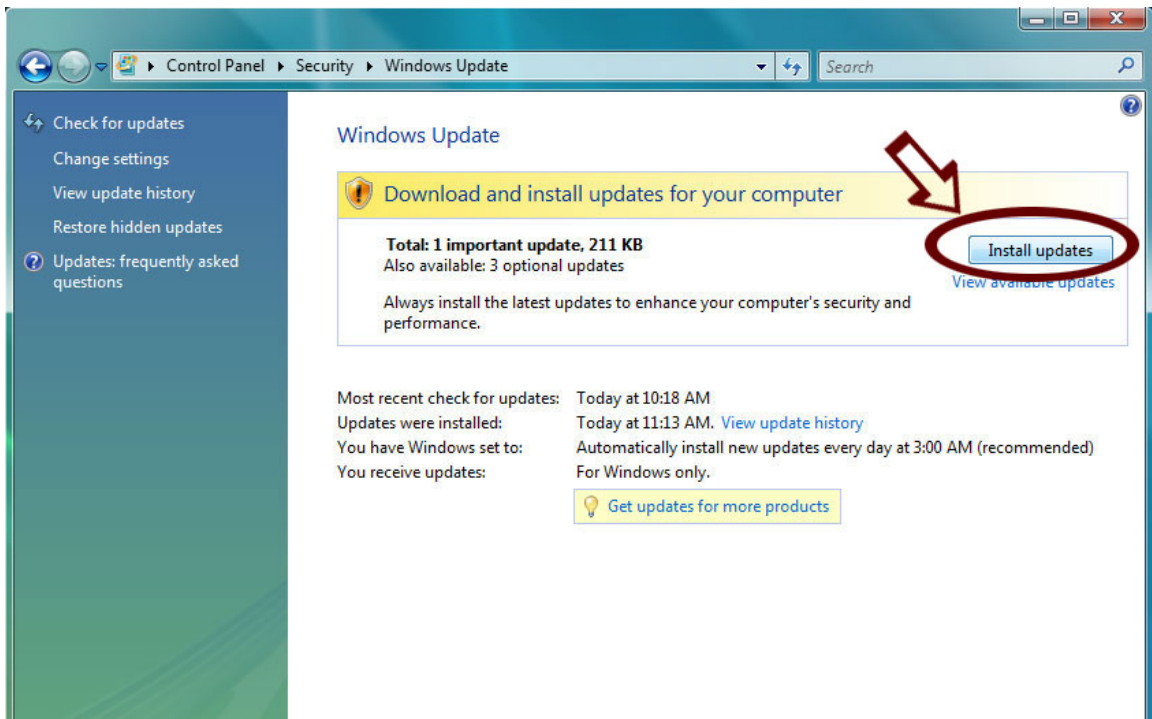 Control Panel Security Windows Update
Search
Check for updates
Change settings
View update history
Restore hidden updates
Updates: frequently asked
questions
Windows Update
Download and install updates for your computer
Total: 1 important update, 211 KB
Also available: 3 optional updates
Always install the latest updates to enhance your computer's security and
performance.
Install updates
View available updates
Most recent check for updates: Today at 10:18 AM
Updates were installed: Today at 11:13 AM. View update history
You have Windows set to: Automatically install new updates every day at 3:00 AM (recommended)
You receive updates: For Windows only.
Get updates for more products